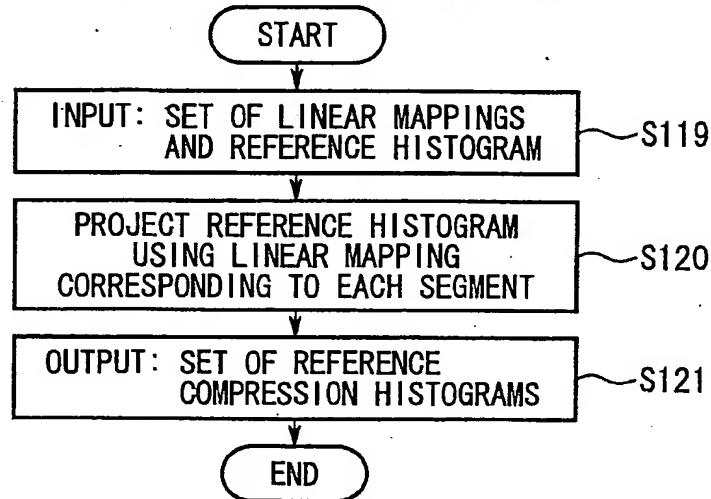 START
INPUT: SET OF LINEAR MAPPINGS
AND REFERENCE HISTOGRAM
S119
PROJECT REFERENCE HISTOGRAM
USING LINEAR MAPPING
CORRESPONDING TO EACH SEGMENT
S120
OUTPUT: SET OF REFERENCE
COMPRESSION HISTOGRAMS
S121
END